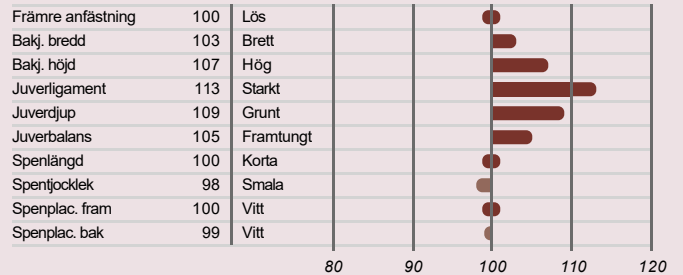 Främre anfästning 100 Lös
Bakj. bredd 103 Brett
Bakj. höjd 107 Hög
Juverligament 113 Starkt
Juverdjup 109 Grunt
Juverbalans 105 Framtungt
Spenlängd 100 Korta
Spentjocklek 98 Smala
Spenplac. fram 100 Vitt
Spenplac. bak 99 Vitt
80 90 100 110 120